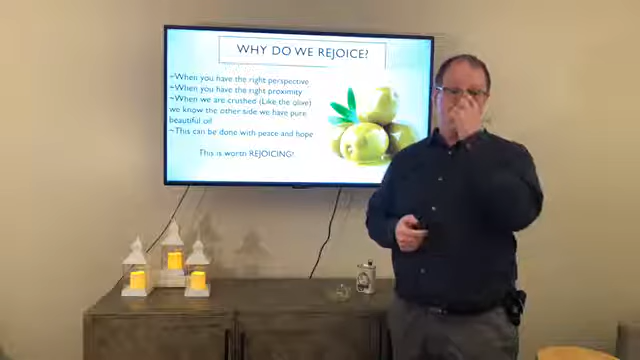 WHY DO WE REJOICE?
~When you have the right perspective
~When you have the right proximity
~When we are crushed (Like the olive)
we know the other side we have pure
beautiful oil
~This can be done with peace and hope
This is worth REJOICING!